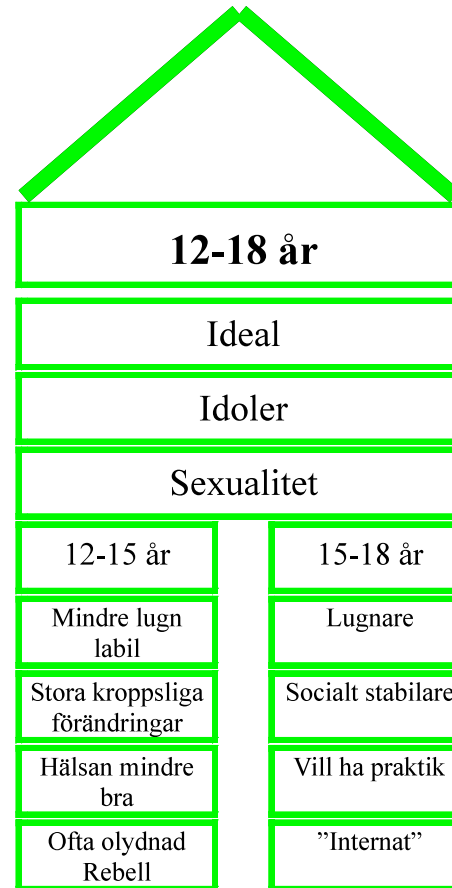 12-18 år
Ideal
Idoler
Sexualitet
12-15 år
15-18 år
Mindre lugn
labil
Lugnare
Stora kroppsliga
förändringar
Socialt stabilare
Hälsan mindre
bra
Vill ha praktik
Ofta olydnad
Rebell
”Internat”